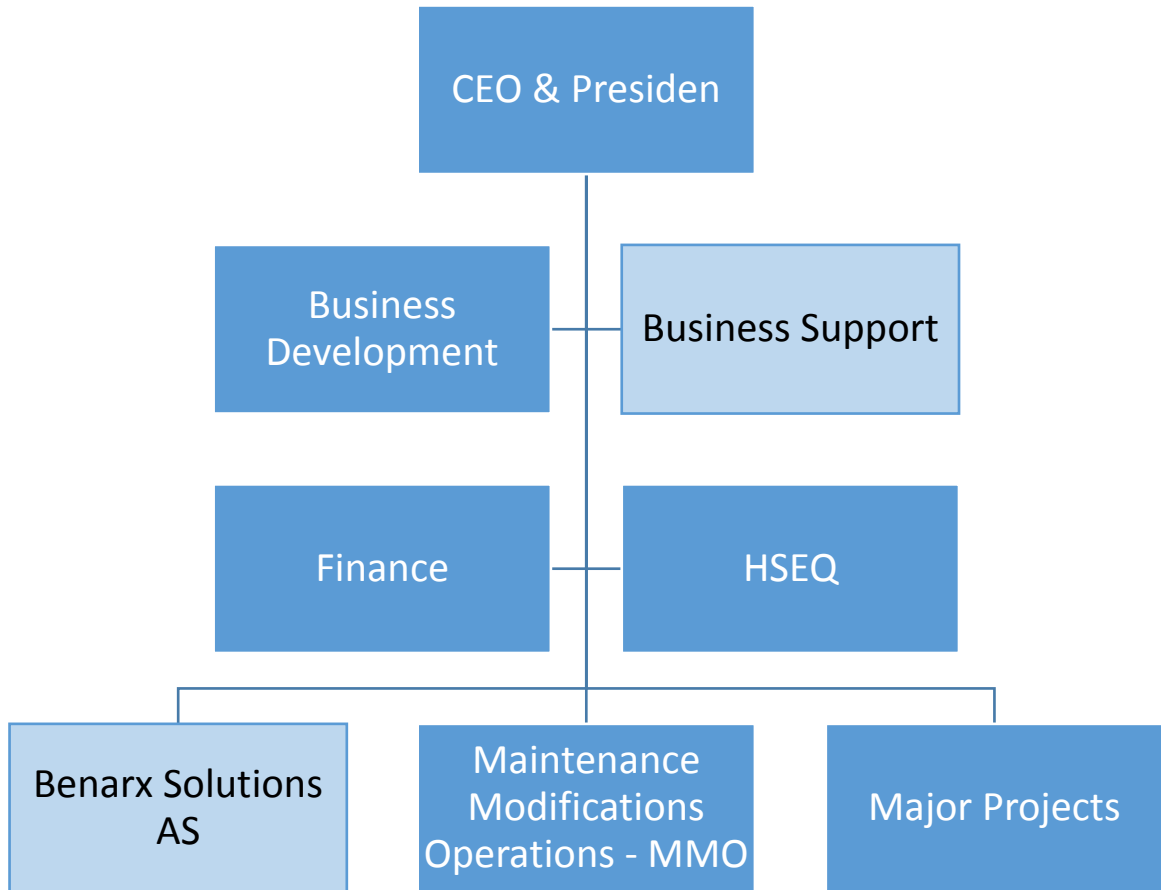 CEO & Presiden
Business
Development
Business Support
Finance
HSEQ
Benarx Solutions
AS
Maintenance
Modifications
Operations - MMO
Major Projects